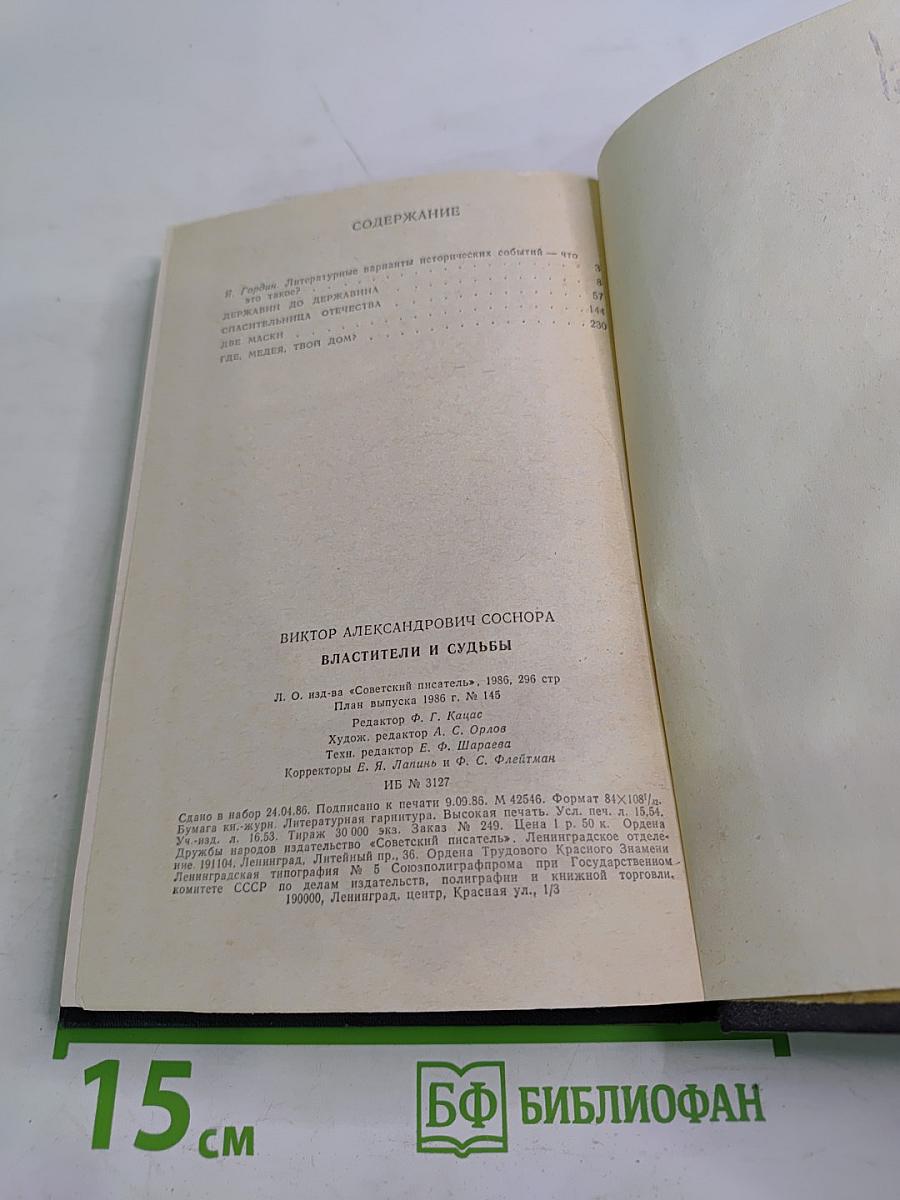 СОДЕРЖАНИЕ
Я. Гордин. Литературные варианты исторических событий — что
это такое? . . . . . . . . . . . . . . . . . . 3
ДЕРЖАВИН ДО ДЕРЖАВИНА . . . . . . . . . . . 8
СПАСИТЕЛЬНИЦА ОТЕЧЕСТВА . . . . . . . . . . 57
ДВЕ МАСКИ . . . . . . . . . . . . . . . . . . 144
ГДЕ, МЕДЕЯ, ТВОЙ ДОМ? . . . . . . . . . . . . 230
ВИКТОР АЛЕКСАНДРОВИЧ СОСНОРА
ВЛАСТИТЕЛИ И СУДЬБЫ
Л. О. изд-ва «Советский писатель», 1986, 296 стр
План выпуска 1986 г. № 145
Редактор Ф. Г. Кацас
Худож. редактор А. С. Орлов
Техн. редактор Е. Ф. Шараева
Корректоры Е. Я. Лапинь и Ф. С. Флейтман
ИБ № 3127
Сдано в набор 24.04.86. Подписано к печати 9.09.86. М 42546. Формат 84×108¹/₃₂.
Бумага кн.-журн. Литературная гарнитура. Высокая печать. Усл. печ. л. 15,54.
Уч.-изд. л. 16,53. Тираж 30 000 экз. Заказ № 249. Цена 1 р. 50 к. Ордена
Дружбы народов издательство «Советский писатель». Ленинградское отделе-
ние. 191104, Ленинград, Литейный пр., 36. Ордена Трудового Красного Знамени
Ленинградская типография № 5 Союзполиграфпрома при Государственном
комитете СССР по делам издательств, полиграфии и книжной торговли.
190000, Ленинград, центр, Красная ул., 1/3
15 см
БФ БИБЛИОФАН